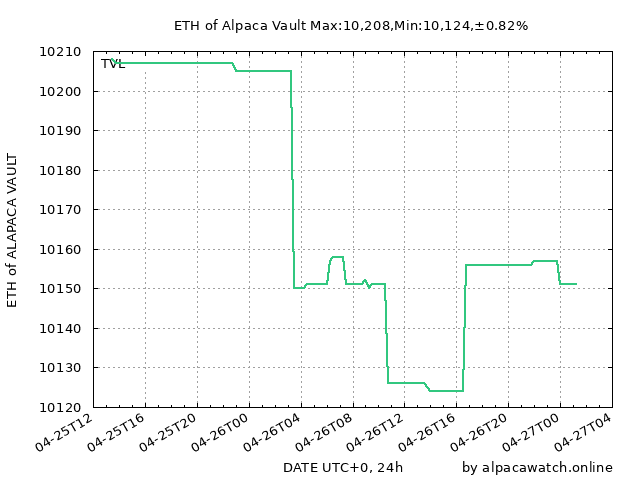 ETH of Alpaca Vault Max:10,208,Min:10,124,±0.82%
10210
TVL
10200
10190
10180
10170
10160
10150
10140
10130
10120
ETH of ALAPACA VAULT
04-25T12
04-25T16
04-25T20
04-26T00
04-26T04
04-26T08
04-26T12
04-26T16
04-26T20
04-27T00
04-27T04
DATE UTC+0, 24h
by alpacawatch.online